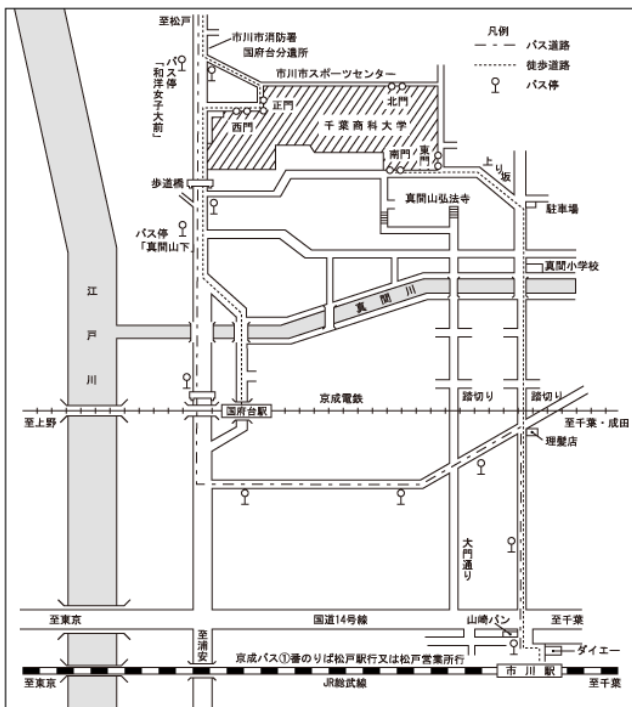 至松戸
凡例
バス道路
徒歩道路
バス停
市川市消防署
国府台分遣所
バス停
「和洋女子大前」
市川市スポーツセンター
正門
北門
西門
千葉商科大学
南門
東門
上り坂
歩道橋
真間山弘法寺
駐車場
バス停
「真間山下」
真間小学校
江戸川
真間川
京成電鉄
踏切り
踏切り
国府台駅
至上野
至千葉・成田
理髪店
大門通り
至東京
国道14号線
山崎パン
至千葉
至浦安
京成バス①番のりば松戸駅行又は松戸営業所行
ダイエー
市川駅
至東京
JR総武線
至千葉